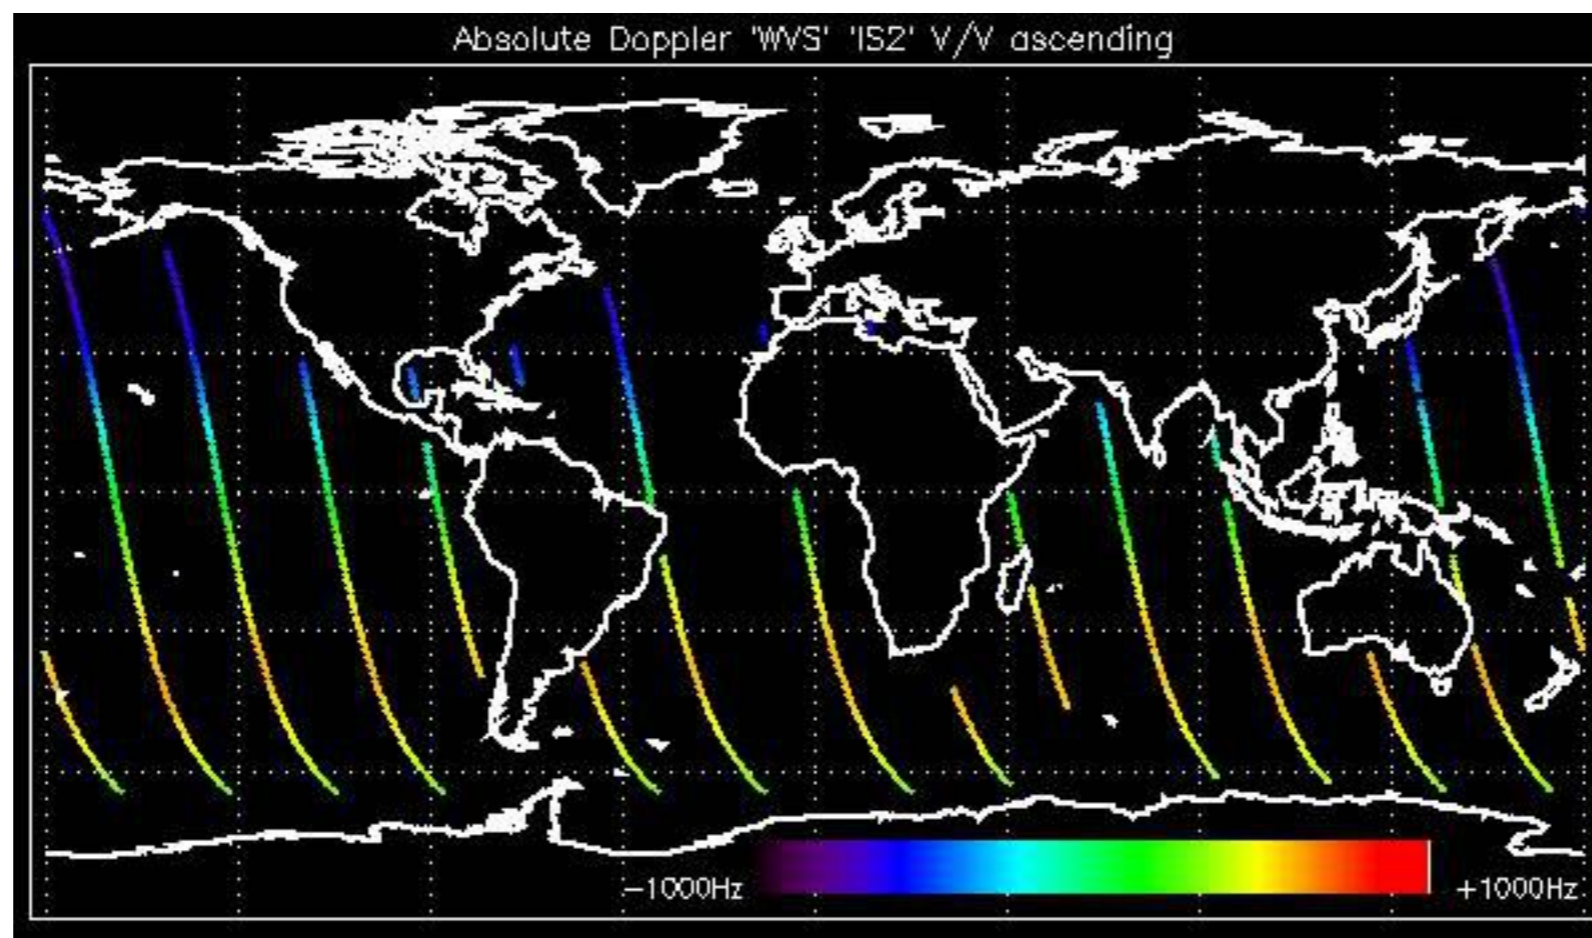 Absolute Doppler 'WVS' 'IS2' V/V ascending
−1000Hz
+1000Hz